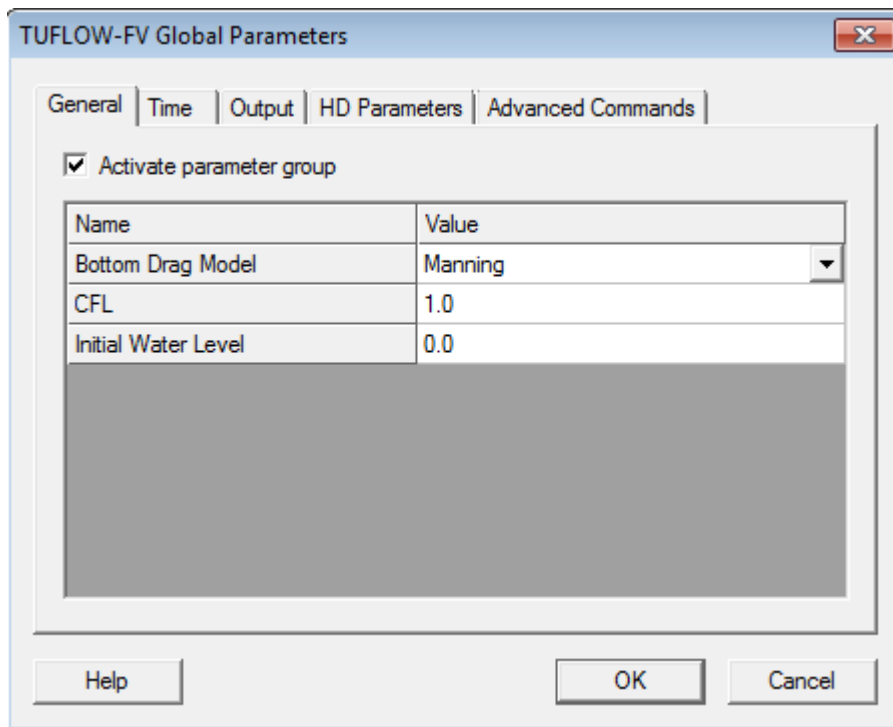 TUFLOW-FV Global Parameters
General Time Output HD Parameters Advanced Commands
Activate parameter group
Name Value
Bottom Drag Model Manning
CFL 1.0
Initial Water Level 0.0
Help OK Cancel